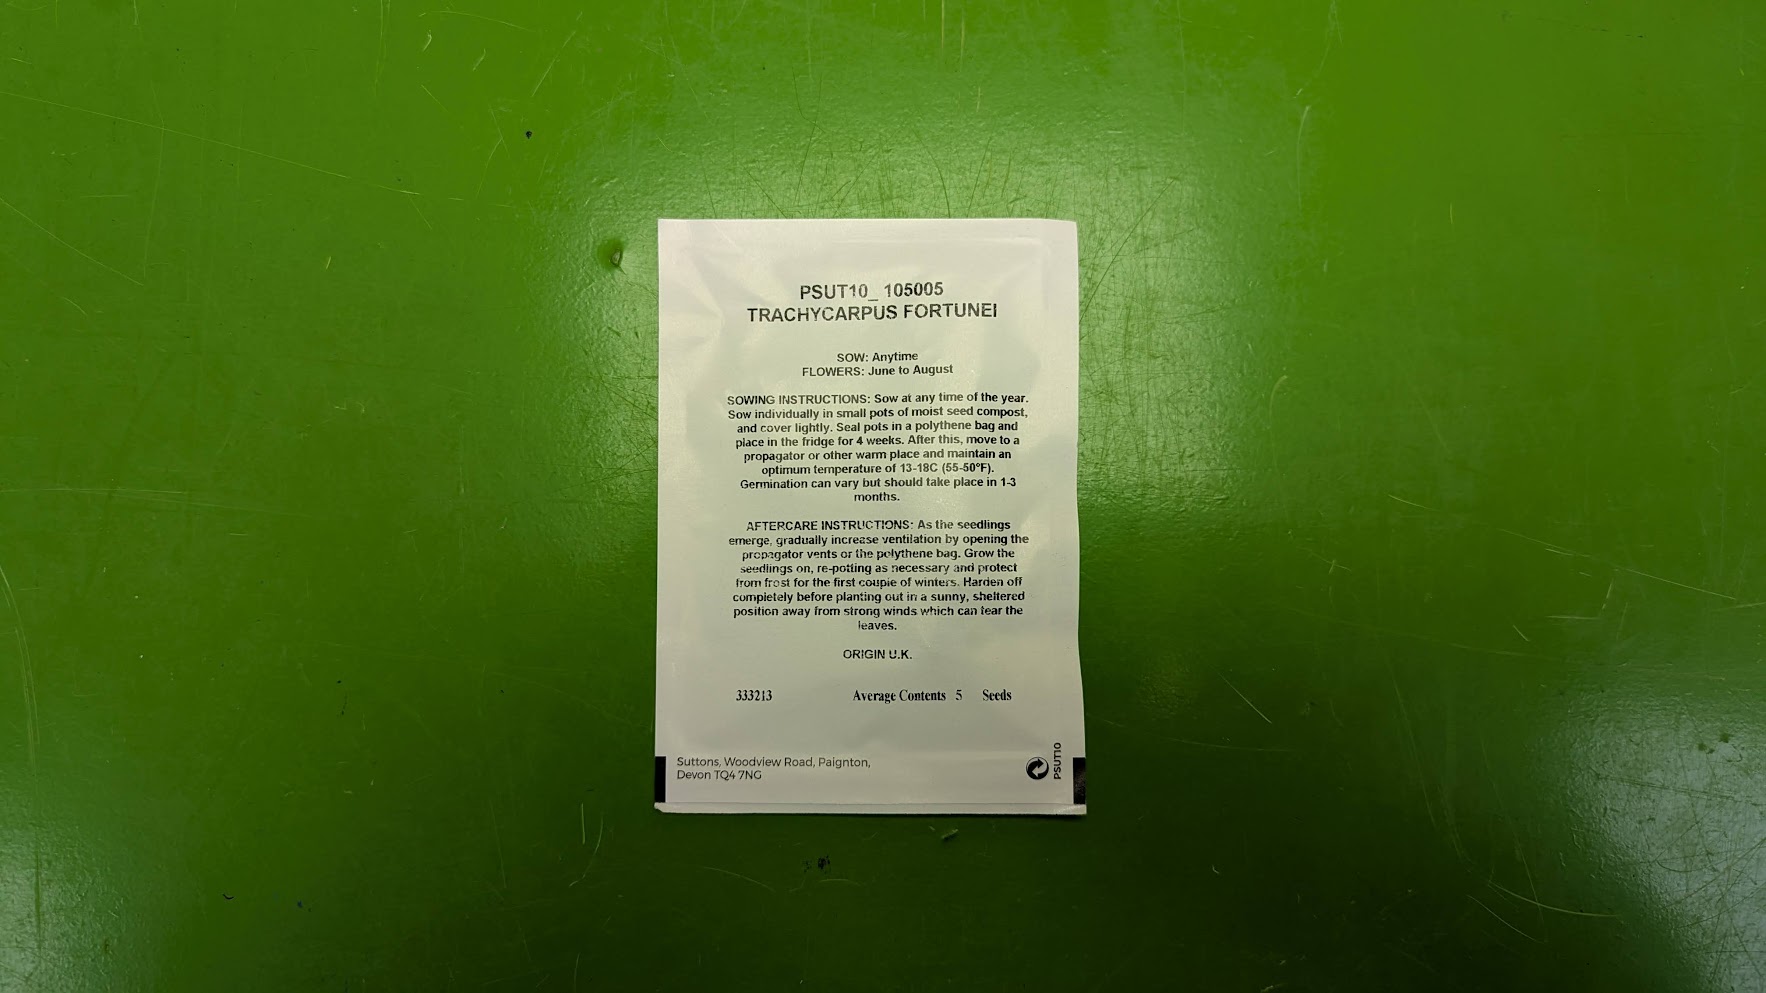 PSUT10_ 105005
TRACHYCARPUS FORTUNEI
SOW: Anytime
FLOWERS: June to August
SOWING INSTRUCTIONS: Sow at any time of the year.
Sow individually in small pots of moist seed compost,
and cover lightly. Seal pots in a polythene bag and
place in the fridge for 4 weeks. After this, move to a
propagator or other warm place and maintain an
optimum temperature of 13-18C (55-50°F).
Germination can vary but should take place in 1-3
months.
AFTERCARE INSTRUCTIONS: As the seedlings
emerge, gradually increase ventilation by opening the
propagator vents or the polythene bag. Grow the
seedlings on, re-potting as necessary and protect
from frost for the first couple of winters. Harden off
completely before planting out in a sunny, sheltered
position away from strong winds which can tear the
leaves.
ORIGIN U.K.
333213 Average Contents 5 Seeds
Suttons, Woodview Road, Paignton,
Devon TQ4 7NG
PSUT10